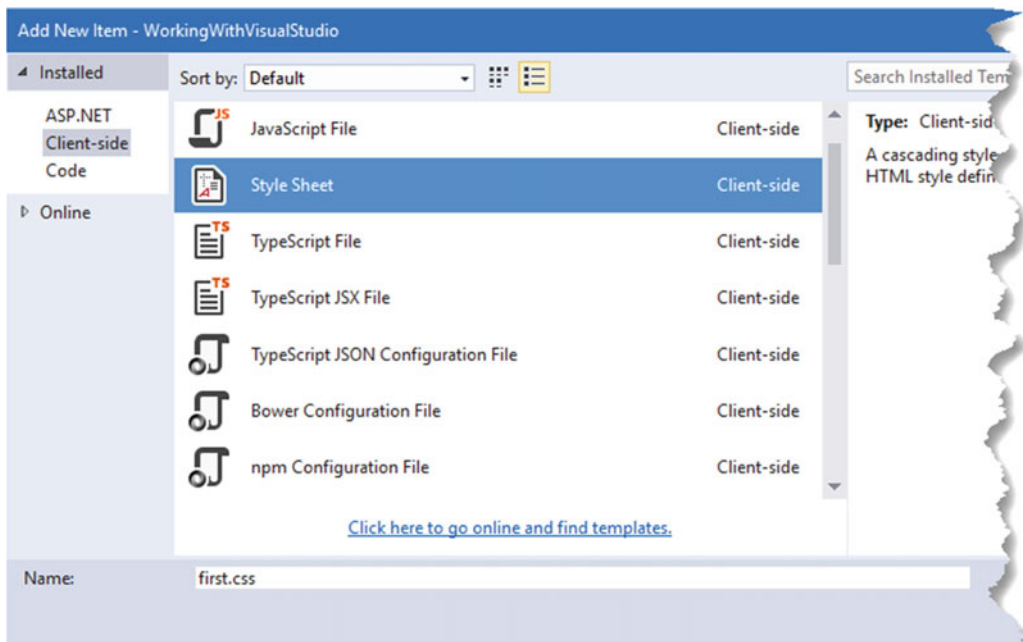 Add New Item - WorkingWithVisualStudio
Installed
Sort by: Default
Search Installed Tem
ASP.NET
Client-side
Code
Online
JS
JavaScript File Client-side
Style Sheet Client-side
TS
TypeScript File Client-side
TS
TypeScript JSX File Client-side
TypeScript JSON Configuration File Client-side
Bower Configuration File Client-side
npm Configuration File Client-side
Click here to go online and find templates.
Type: Client-sid
A cascading style
HTML style defin
Name: first.css